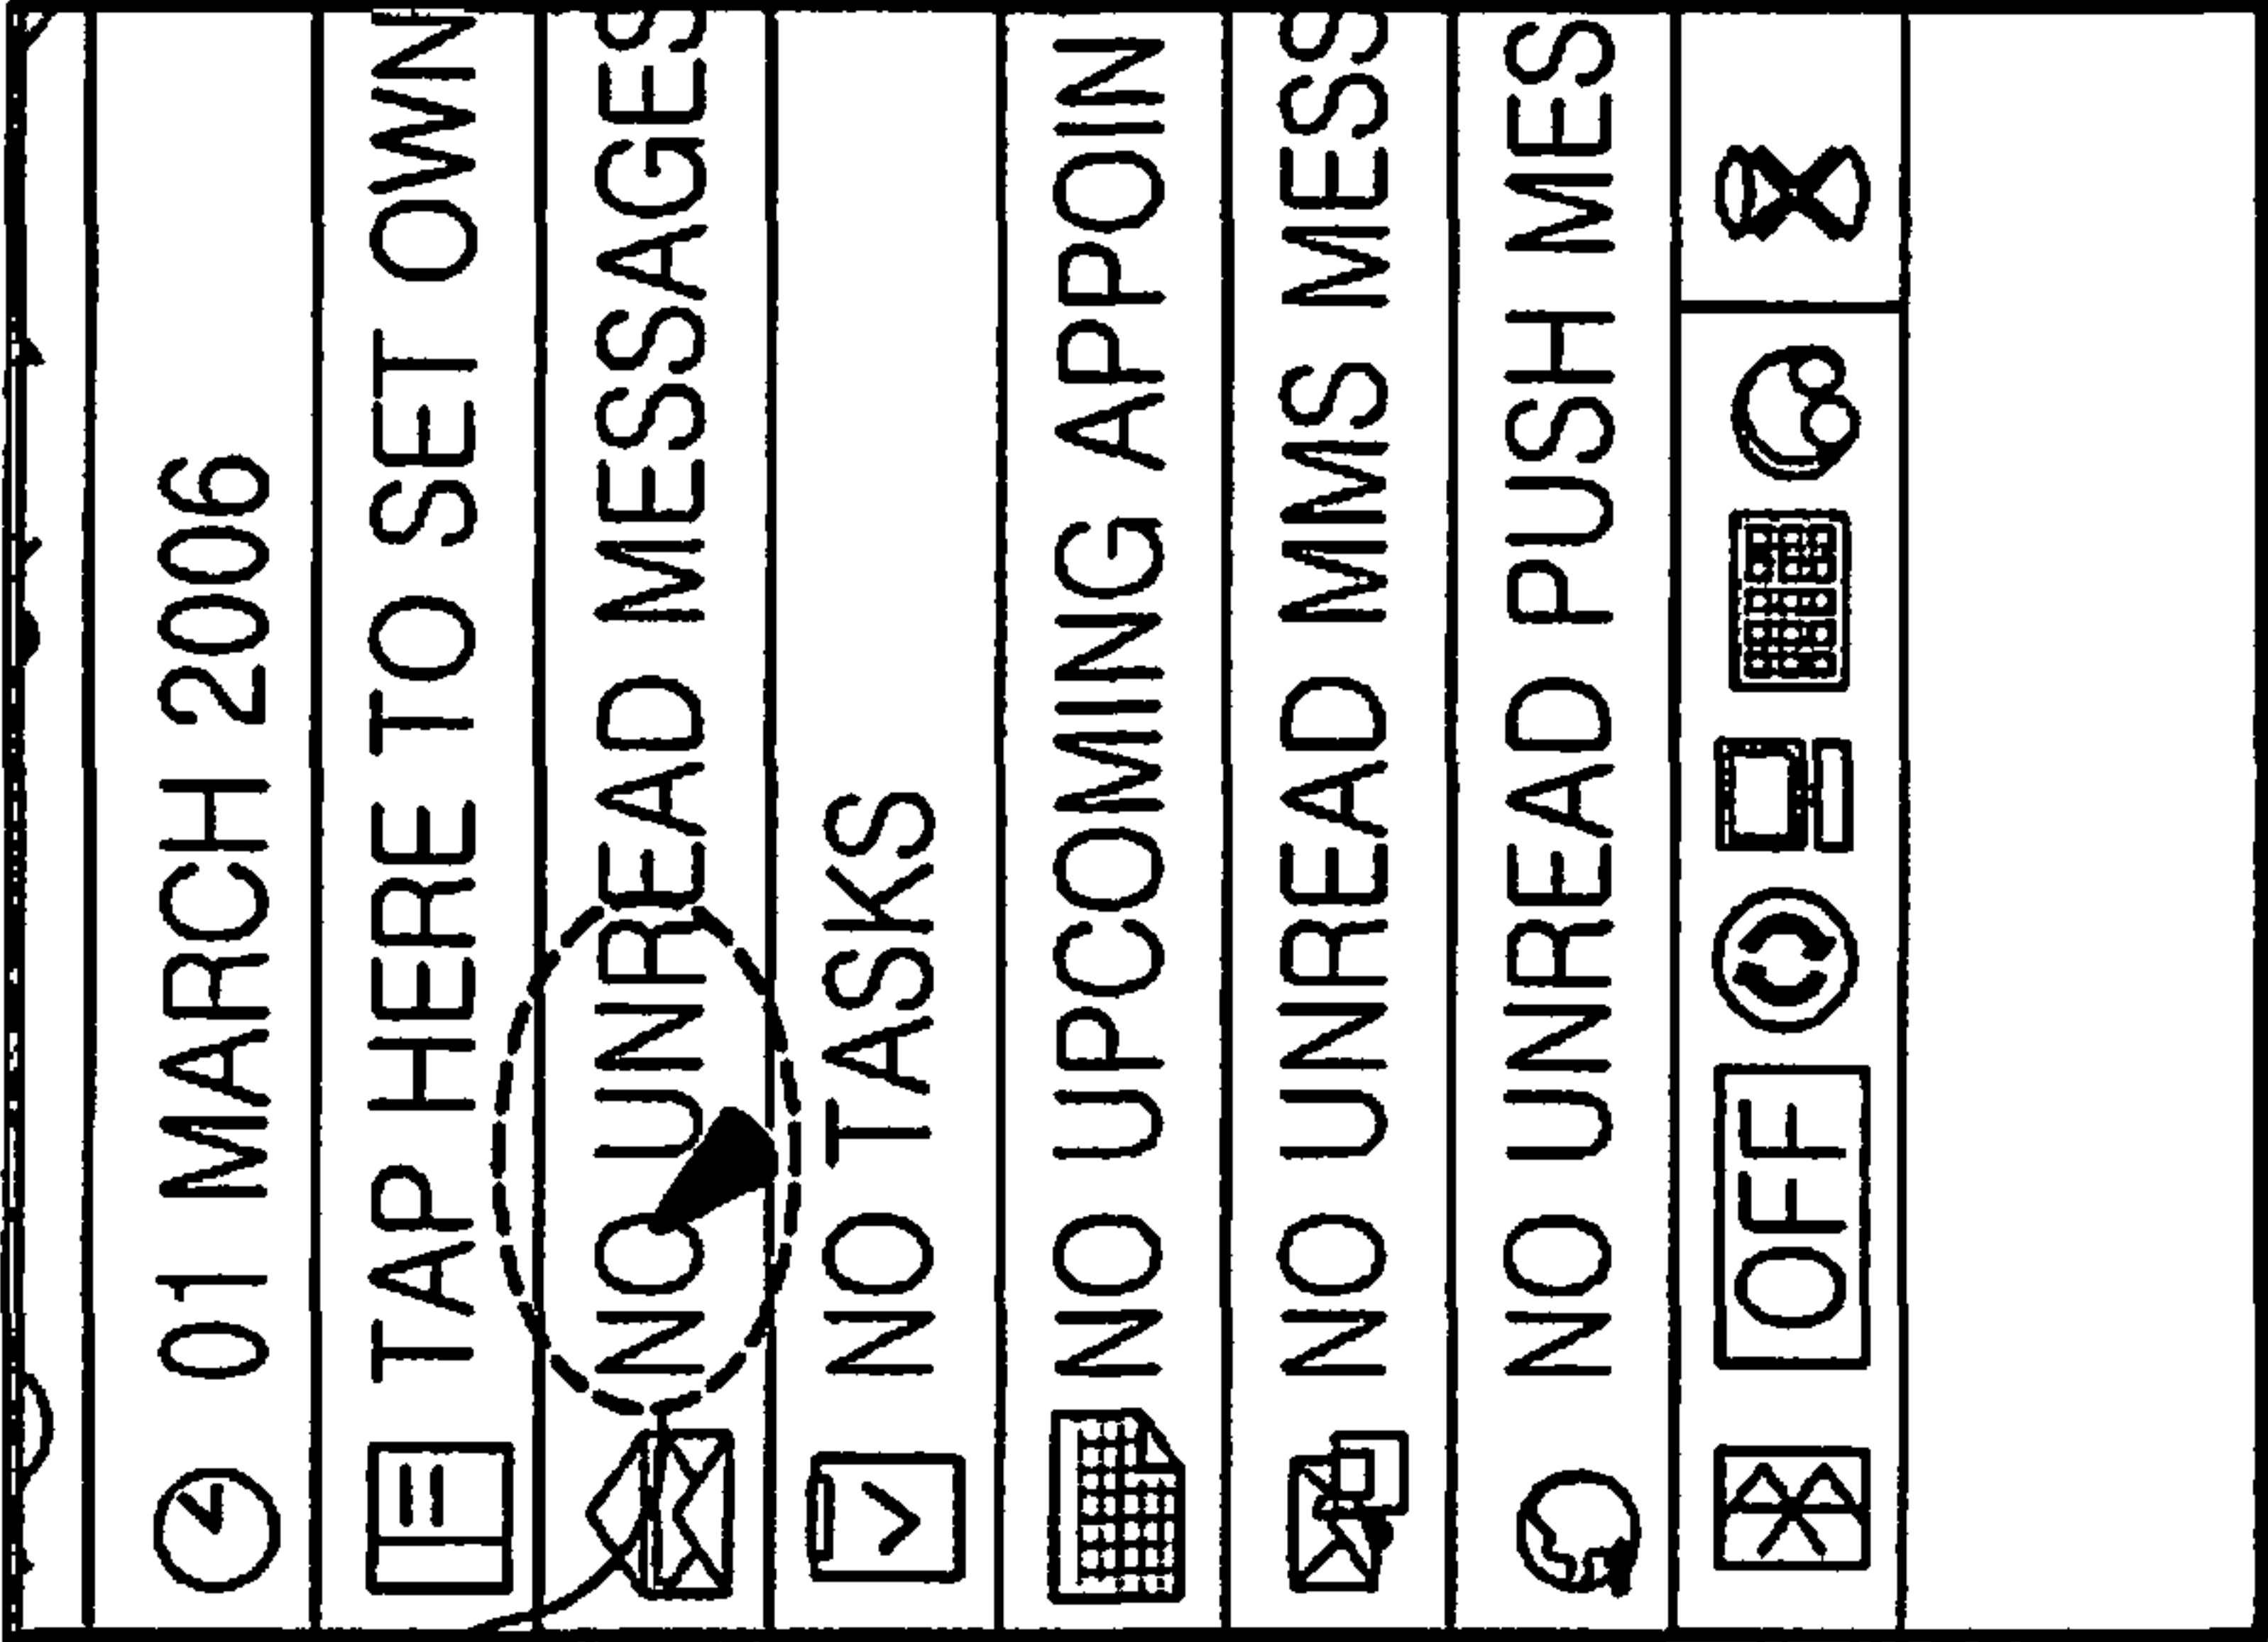 01 MARCH 2006
TAP HERE TO SET OWN
NO UNREAD MESSAGES
NO TASKS
NO UPCOMING APPOIN
NO UNREAD MMS MESS
NO UNREAD PUSH MES
OFF